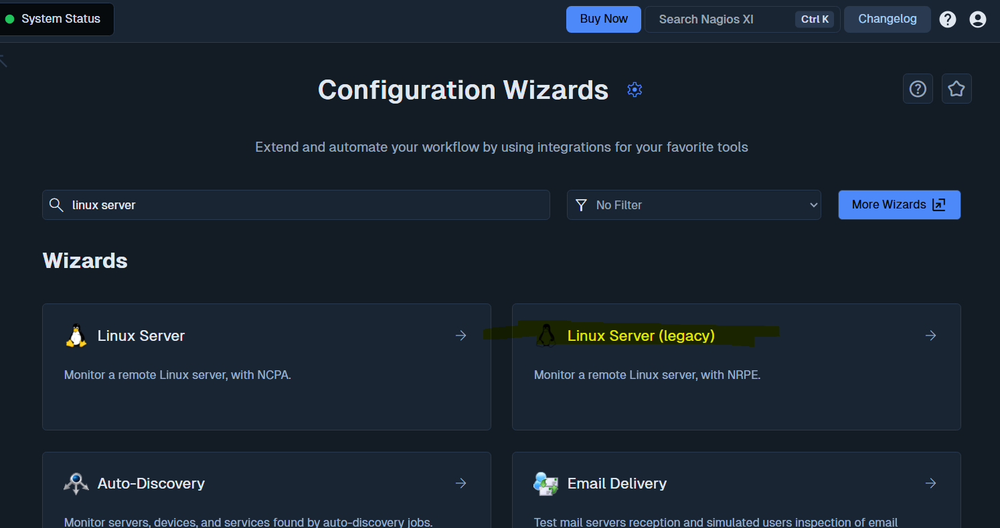 System Status
Buy Now
Search Nagios XI
Ctrl K
Changelog
Configuration Wizards
Extend and automate your workflow by using integrations for your favorite tools
linux server
No Filter
More Wizards
Wizards
Linux Server
Monitor a remote Linux server, with NCPA.
Linux Server (legacy)
Monitor a remote Linux server, with NRPE.
Auto-Discovery
Monitor servers, devices, and services found by auto-discovery jobs.
Email Delivery
Test mail servers reception and simulated users inspection of email